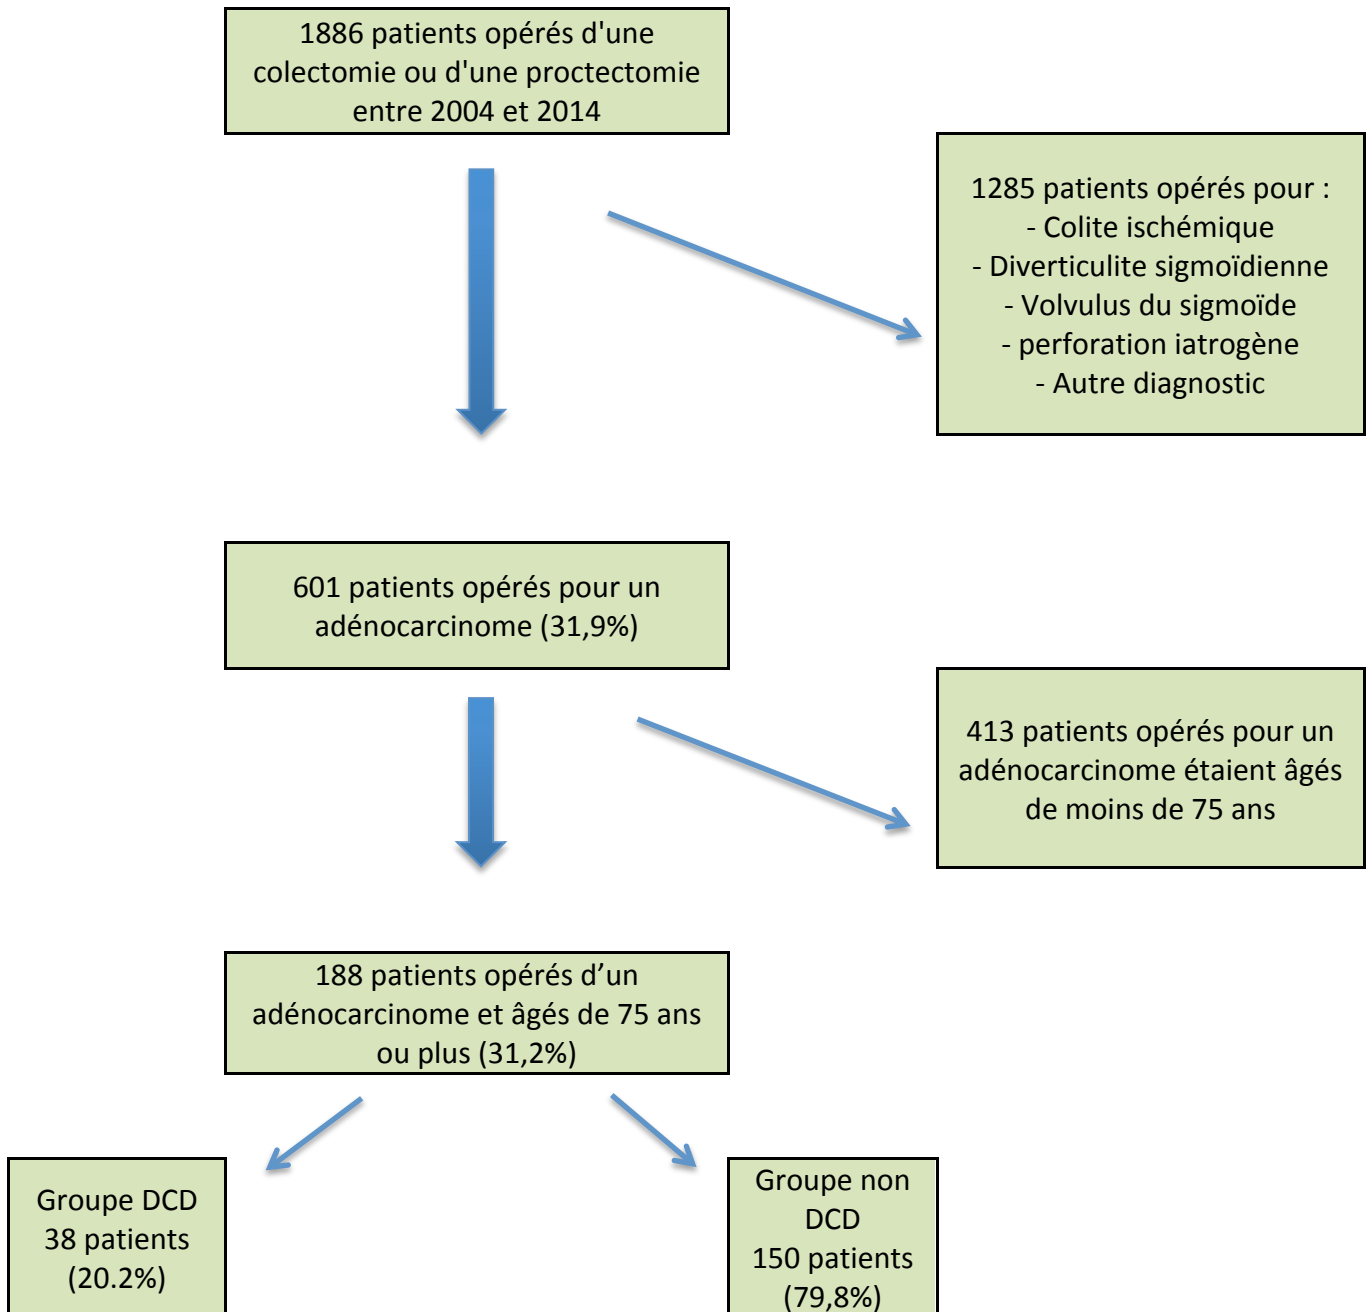 1886 patients opérés d'une
colectomie ou d'une proctectomie
entre 2004 et 2014
1285 patients opérés pour :
- Colite ischémique
- Diverticulite sigmoïdienne
- Volvulus du sigmoïde
- perforation iatrogène
- Autre diagnostic
601 patients opérés pour un
adénocarcinome (31,9%)
413 patients opérés pour un
adénocarcinome étaient âgés
de moins de 75 ans
188 patients opérés d’un
adénocarcinome et âgés de 75 ans
ou plus (31,2%)
Groupe DCD
38 patients
(20.2%)
Groupe non
DCD
150 patients
(79,8%)